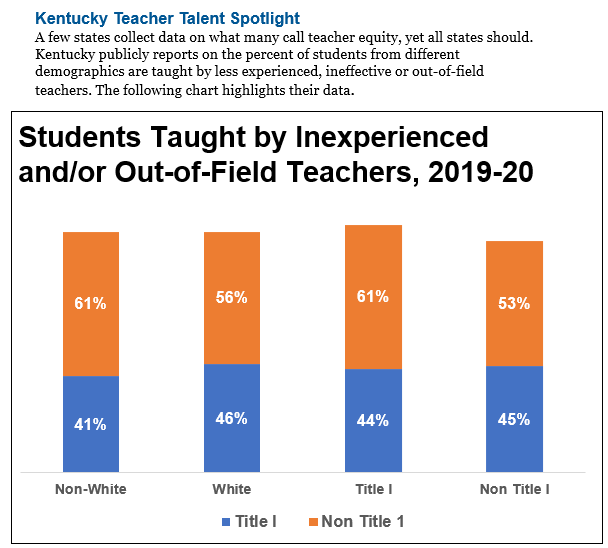 Kentucky Teacher Talent Spotlight
A few states collect data on what many call teacher equity, yet all states should.
Kentucky publicly reports on the percent of students from different
demographics are taught by less experienced, ineffective or out-of-field
teachers. The following chart highlights their data.
Students Taught by Inexperienced
and/or Out-of-Field Teachers, 2019-20
61% 56% 61% 53%
41% 46% 44% 45%
Non-White White Title I Non Title I
Title I Non Title 1